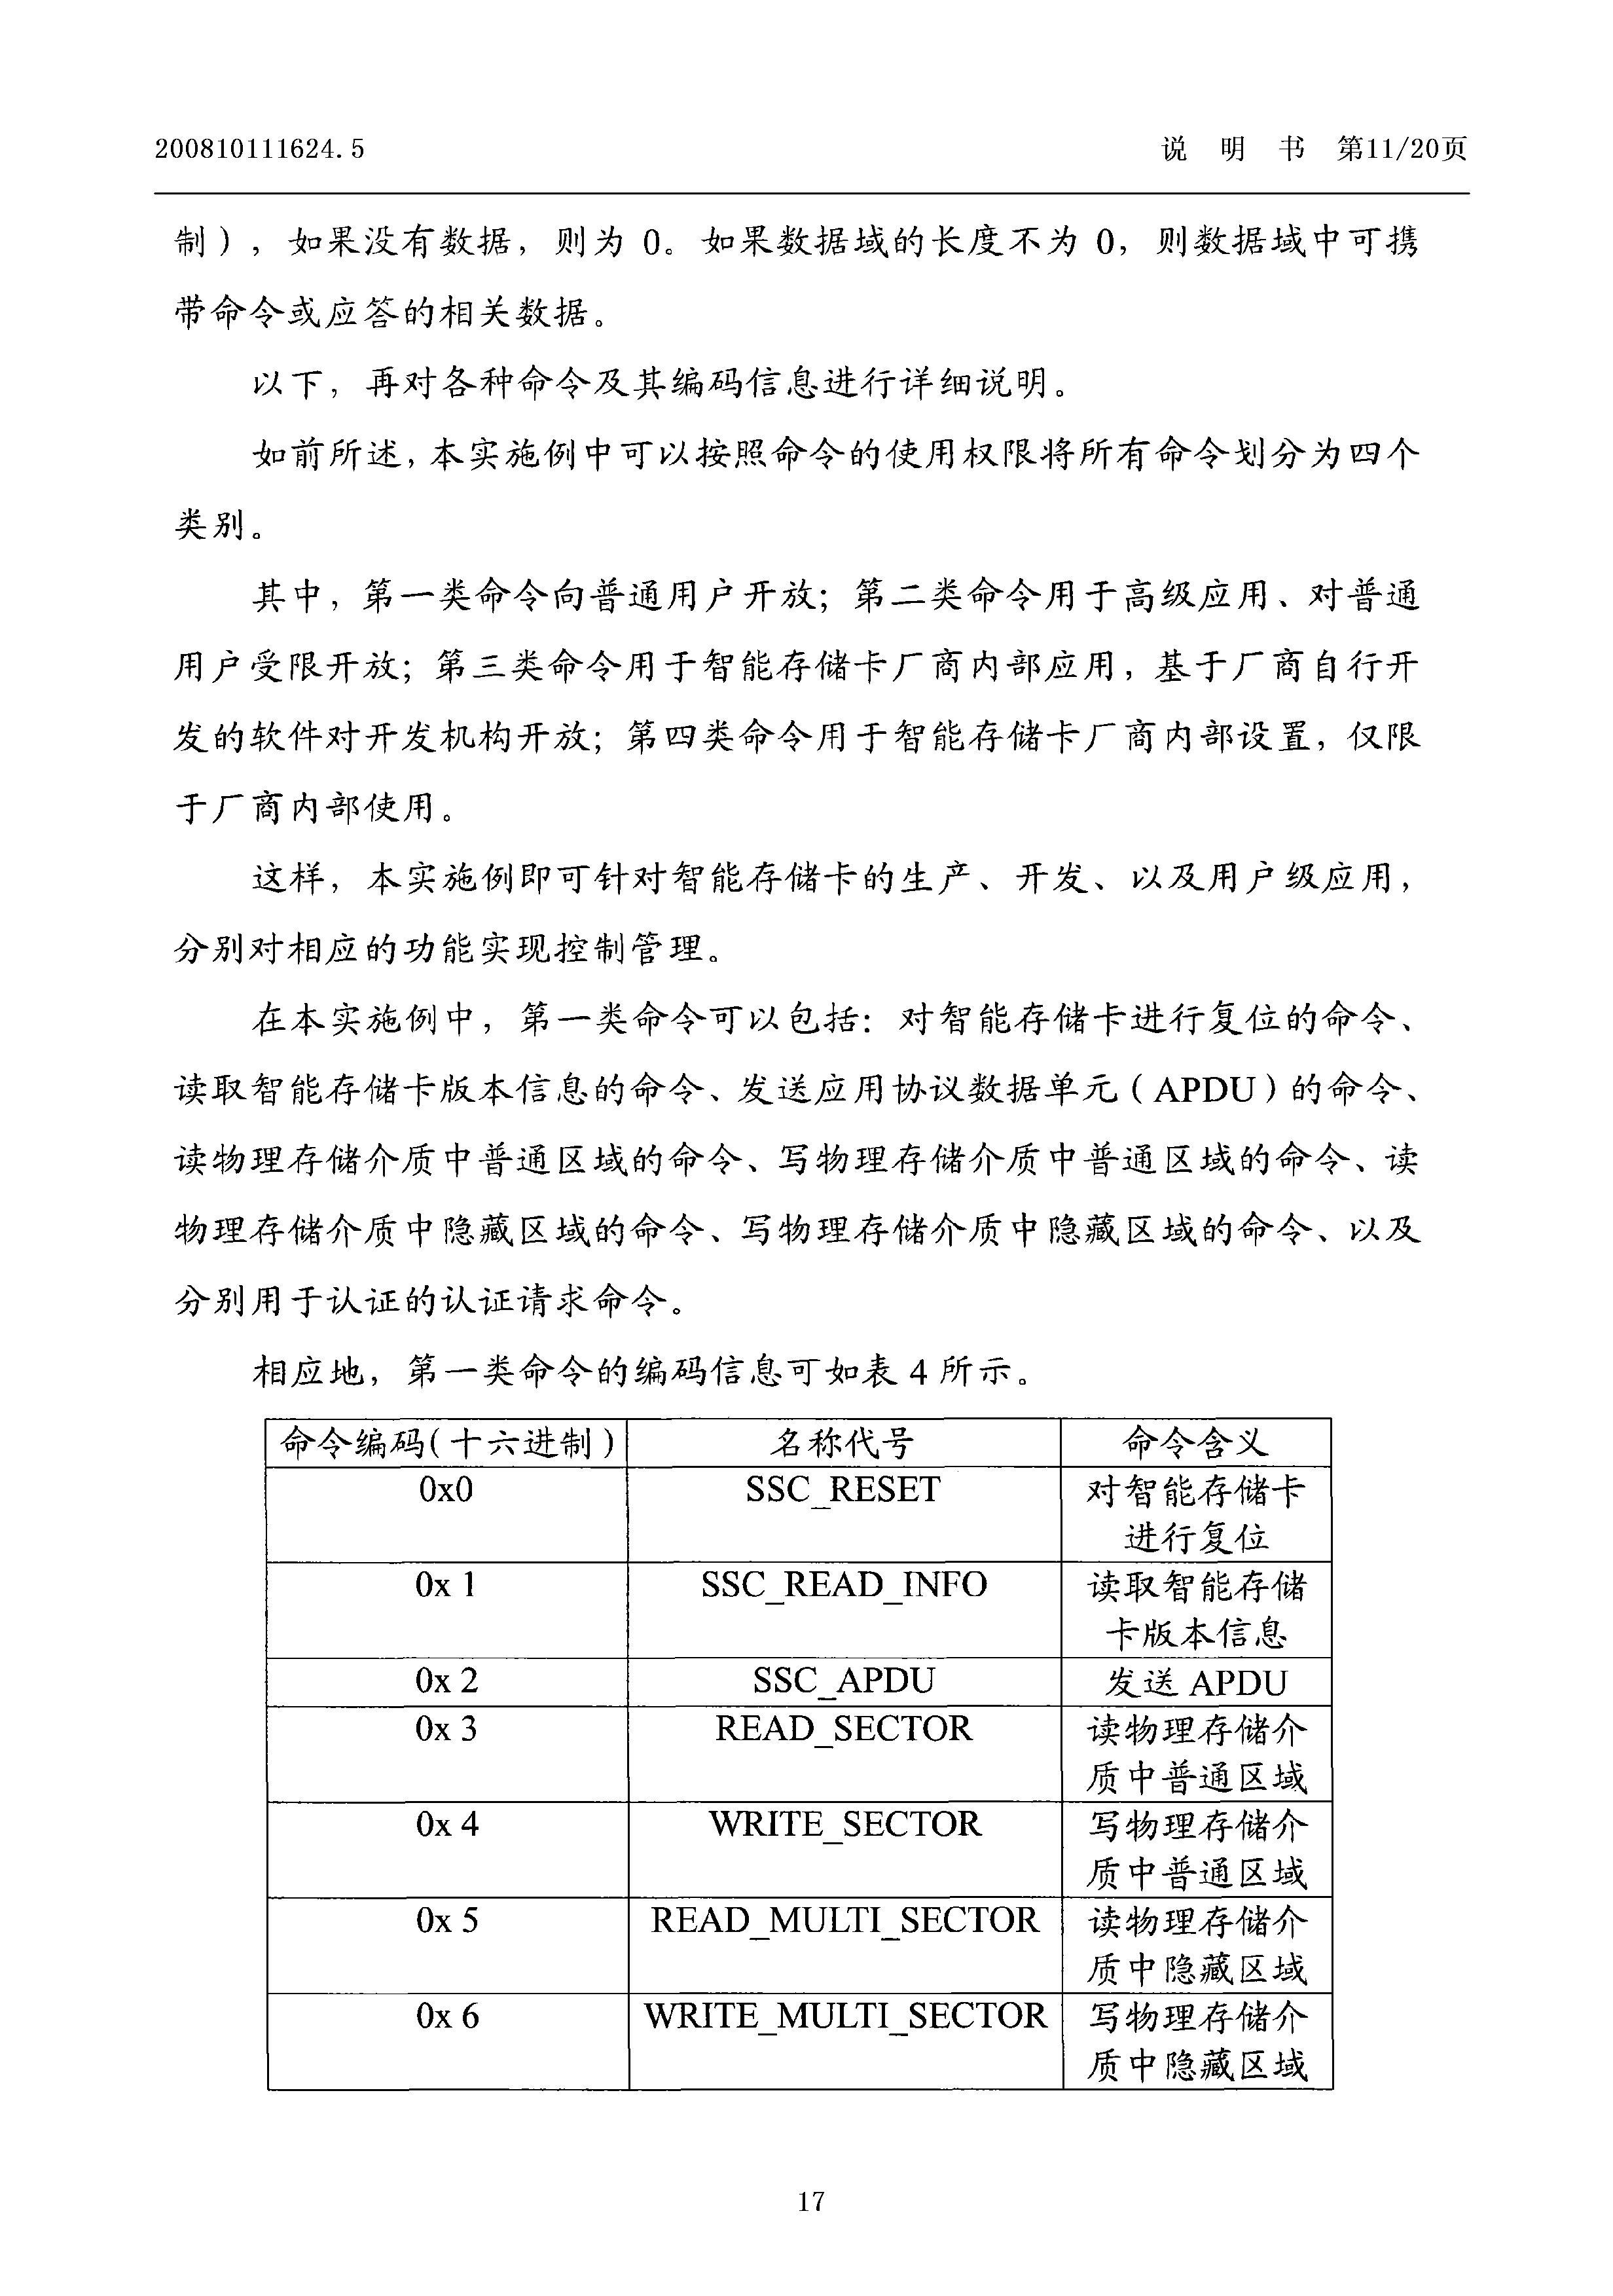 200810111624.5 说 明 书 第11/20页
制），如果没有数据，则为 0。如果数据域的长度不为 0，则数据域中可携
带命令或应答的相关数据。
以下，再对各种命令及其编码信息进行详细说明。
如前所述，本实施例中可以按照命令的使用权限将所有命令划分为四个
类别。
其中，第一类命令向普通用户开放；第二类命令用于高级应用、对普通
用户受限开放；第三类命令用于智能存储卡厂商内部应用，基于厂商自行开
发的软件对开发机构开放；第四类命令用于智能存储卡厂商内部设置，仅限
于厂商内部使用。
这样，本实施例即可针对智能存储卡的生产、开发、以及用户级应用，
分别对相应的功能实现控制管理。
在本实施例中，第一类命令可以包括：对智能存储卡进行复位的命令、
读取智能存储卡版本信息的命令、发送应用协议数据单元（APDU）的命令、
读物理存储介质中普通区域的命令、写物理存储介质中普通区域的命令、读
物理存储介质中隐藏区域的命令、写物理存储介质中隐藏区域的命令、以及
分别用于认证的认证请求命令。
相应地，第一类命令的编码信息可如表 4 所示。
命令编码（十六进制） 名称代号 命令含义
0x0 SSC_RESET 对智能存储卡
进行复位
0x 1 SSC_READ_INFO 读取智能存储
卡版本信息
0x 2 SSC_APDU 发送 APDU
0x 3 READ_SECTOR 读物理存储介
质中普通区域
0x 4 WRITE_SECTOR 写物理存储介
质中普通区域
0x 5 READ_MULTI_SECTOR 读物理存储介
质中隐藏区域
0x 6 WRITE_MULTI_SECTOR 写物理存储介
质中隐藏区域
17